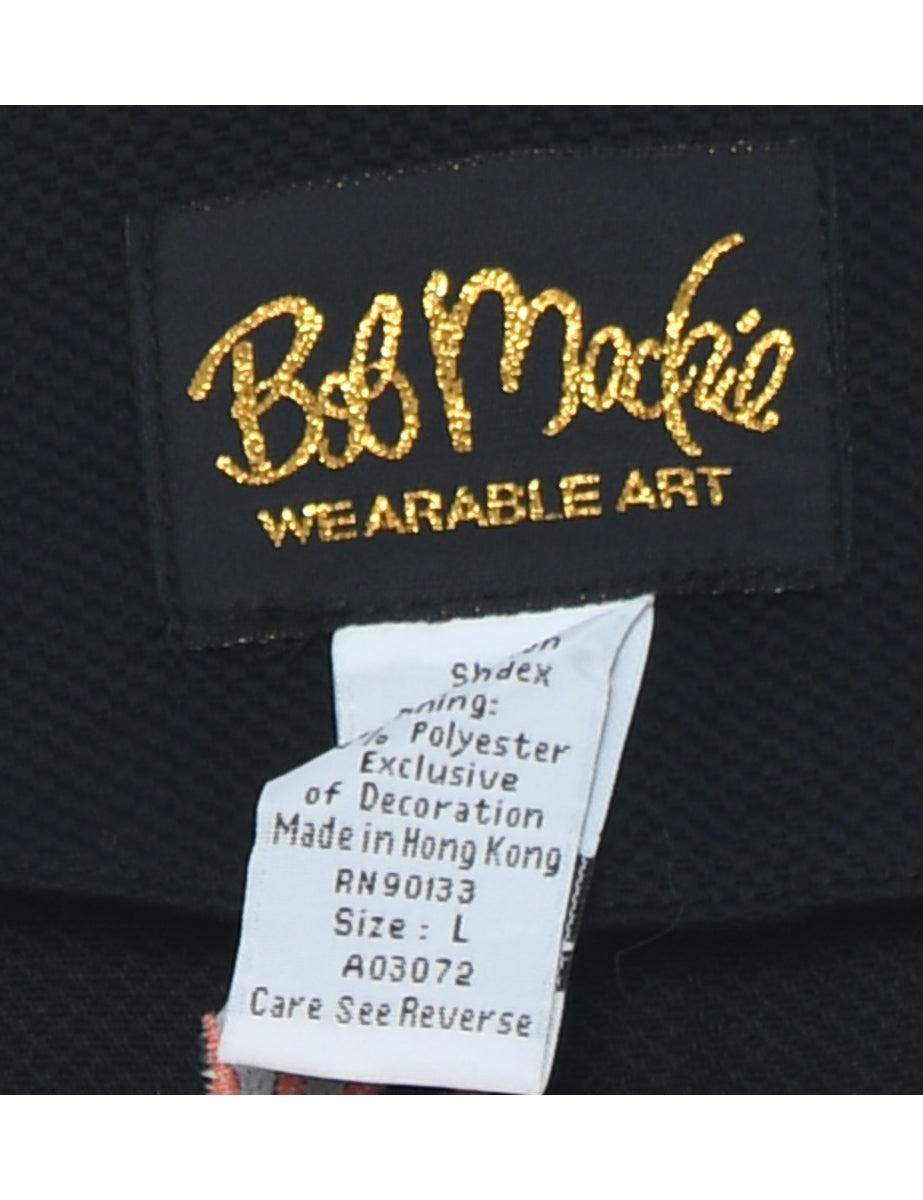 Bob Mackie
WEARABLE ART
Polyester
Exclusive
of Decoration
Made in Hong Kong
RN90133
Size : L
A03072
Care See Reverse